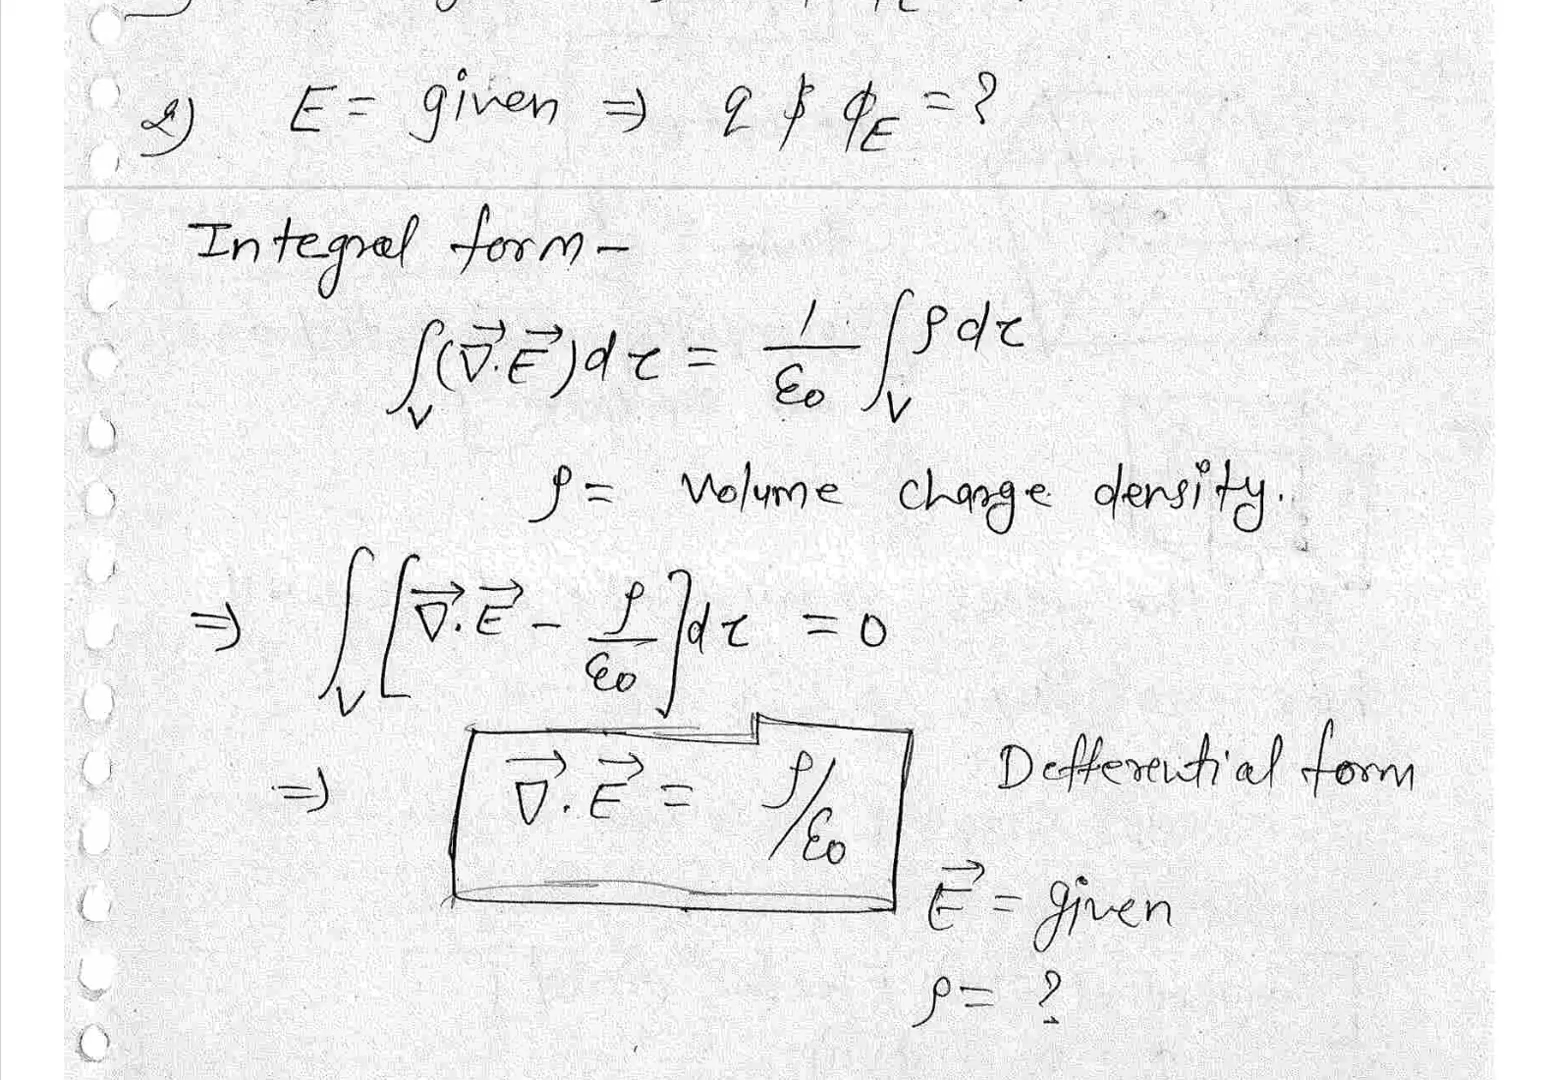 2) E = given ⇒ q & ϕ_E = ?
Integral form –
∫_V (∇⃗.E⃗)dτ = 1/ε₀ ∫_V ρdτ
ρ = Volume charge density.
⇒ ∫_V [∇⃗.E⃗ – ρ/ε₀]dτ = 0
⇒ ∇⃗.E⃗ = ρ/ε₀ Defferential form
E⃗ = given
ρ = ?